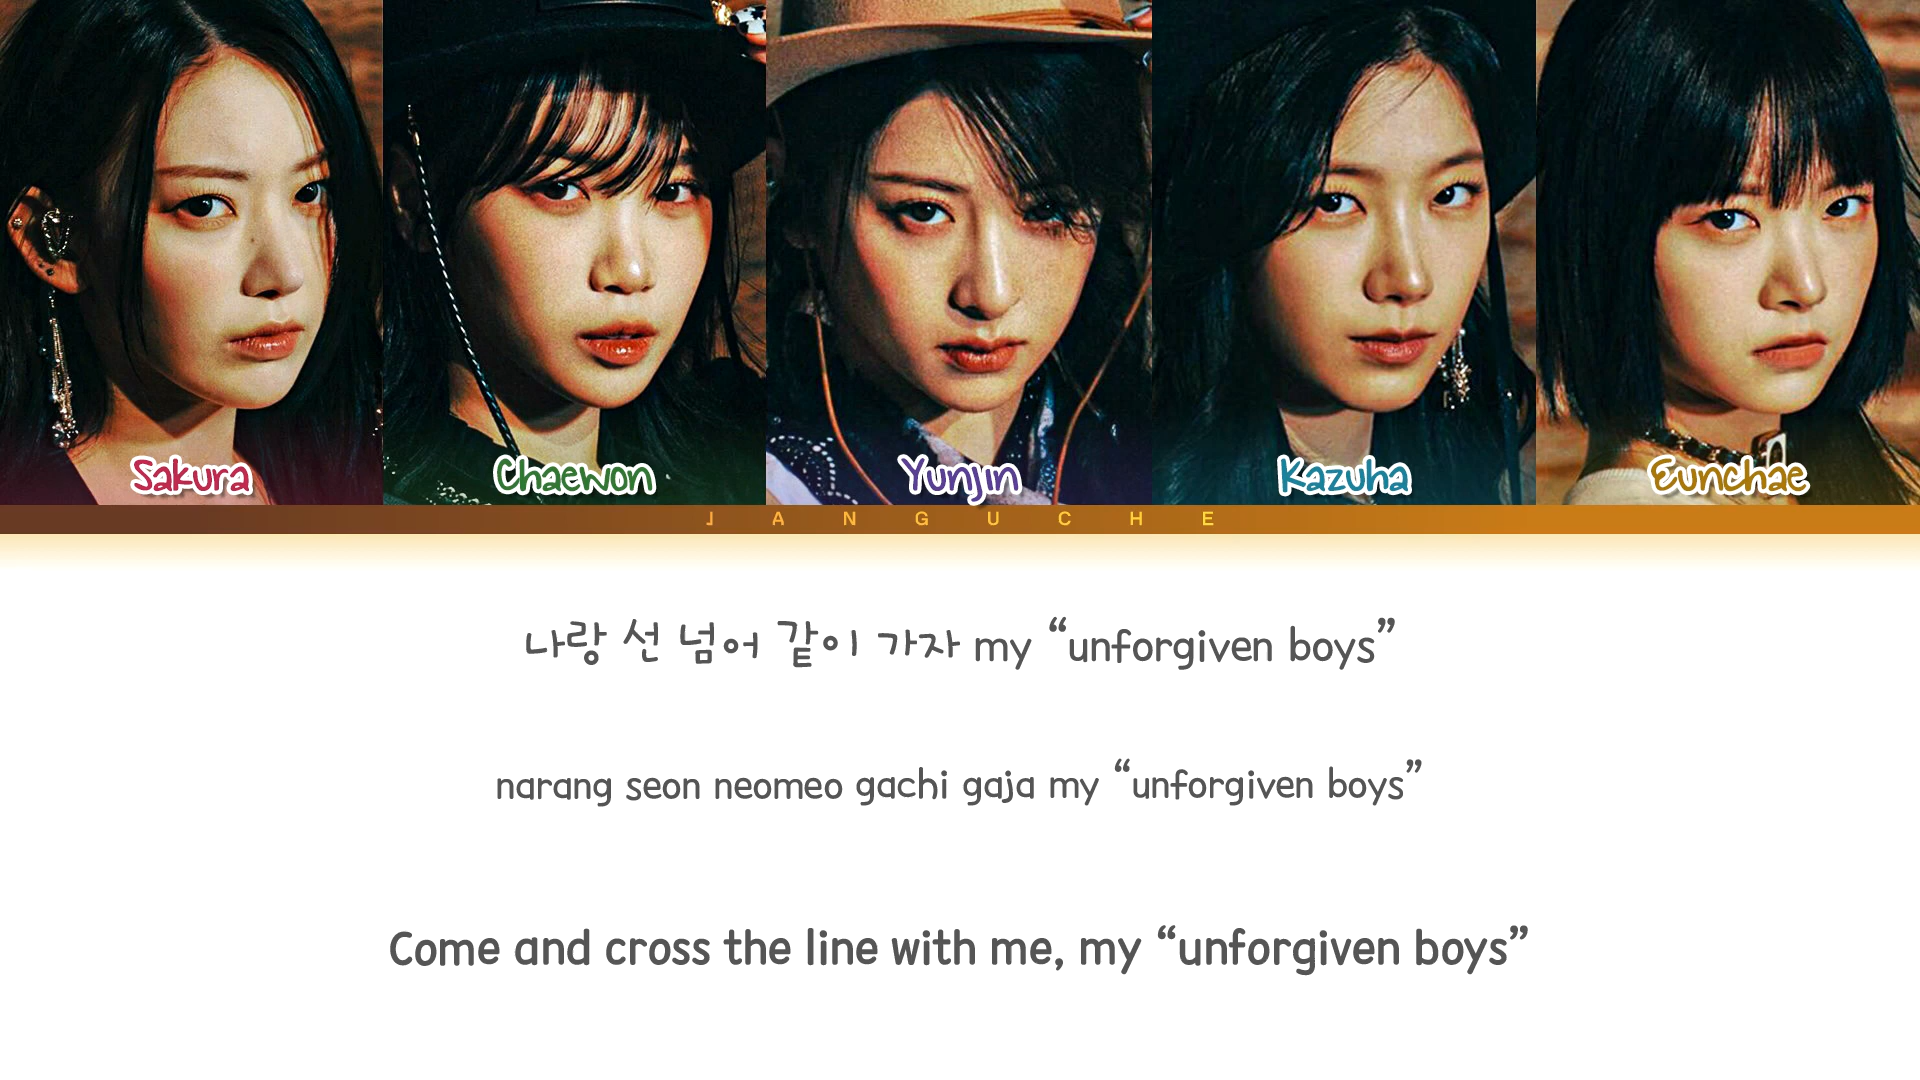 Sakura
Chaewon
Yunjin
Kazuha
Eunchae
JANGUCHE
나랑 선 넘어 같이 가자 my “unforgiven boys”
narang seon neomeo gachi gaja my “unforgiven boys”
Come and cross the line with me, my “unforgiven boys”